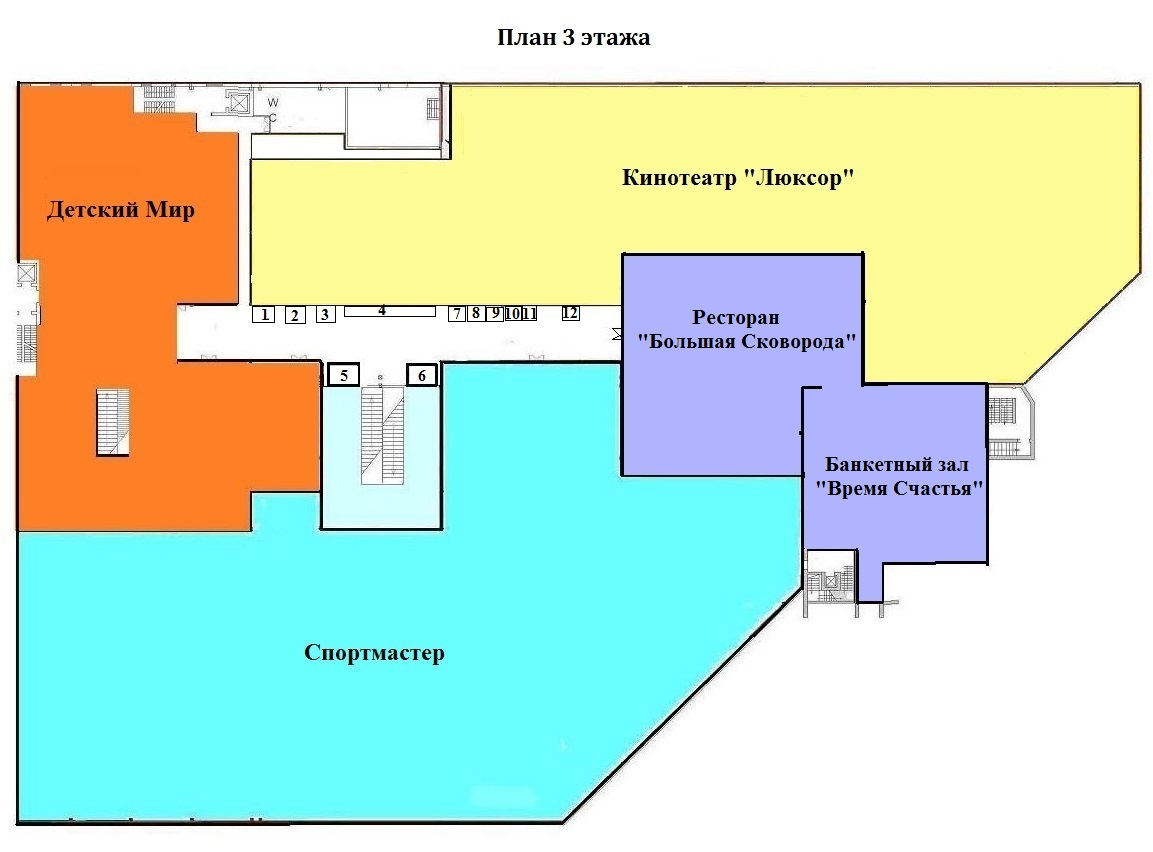 План 3 этажа
W
C
Кинотеатр "Люксор"
Детский Мир
1 2 3 4 7 8 9 10 11 12
Ресторан
"Большая Сковорода"
5 6
Банкетный зал
"Время Счастья"
Спортмастер